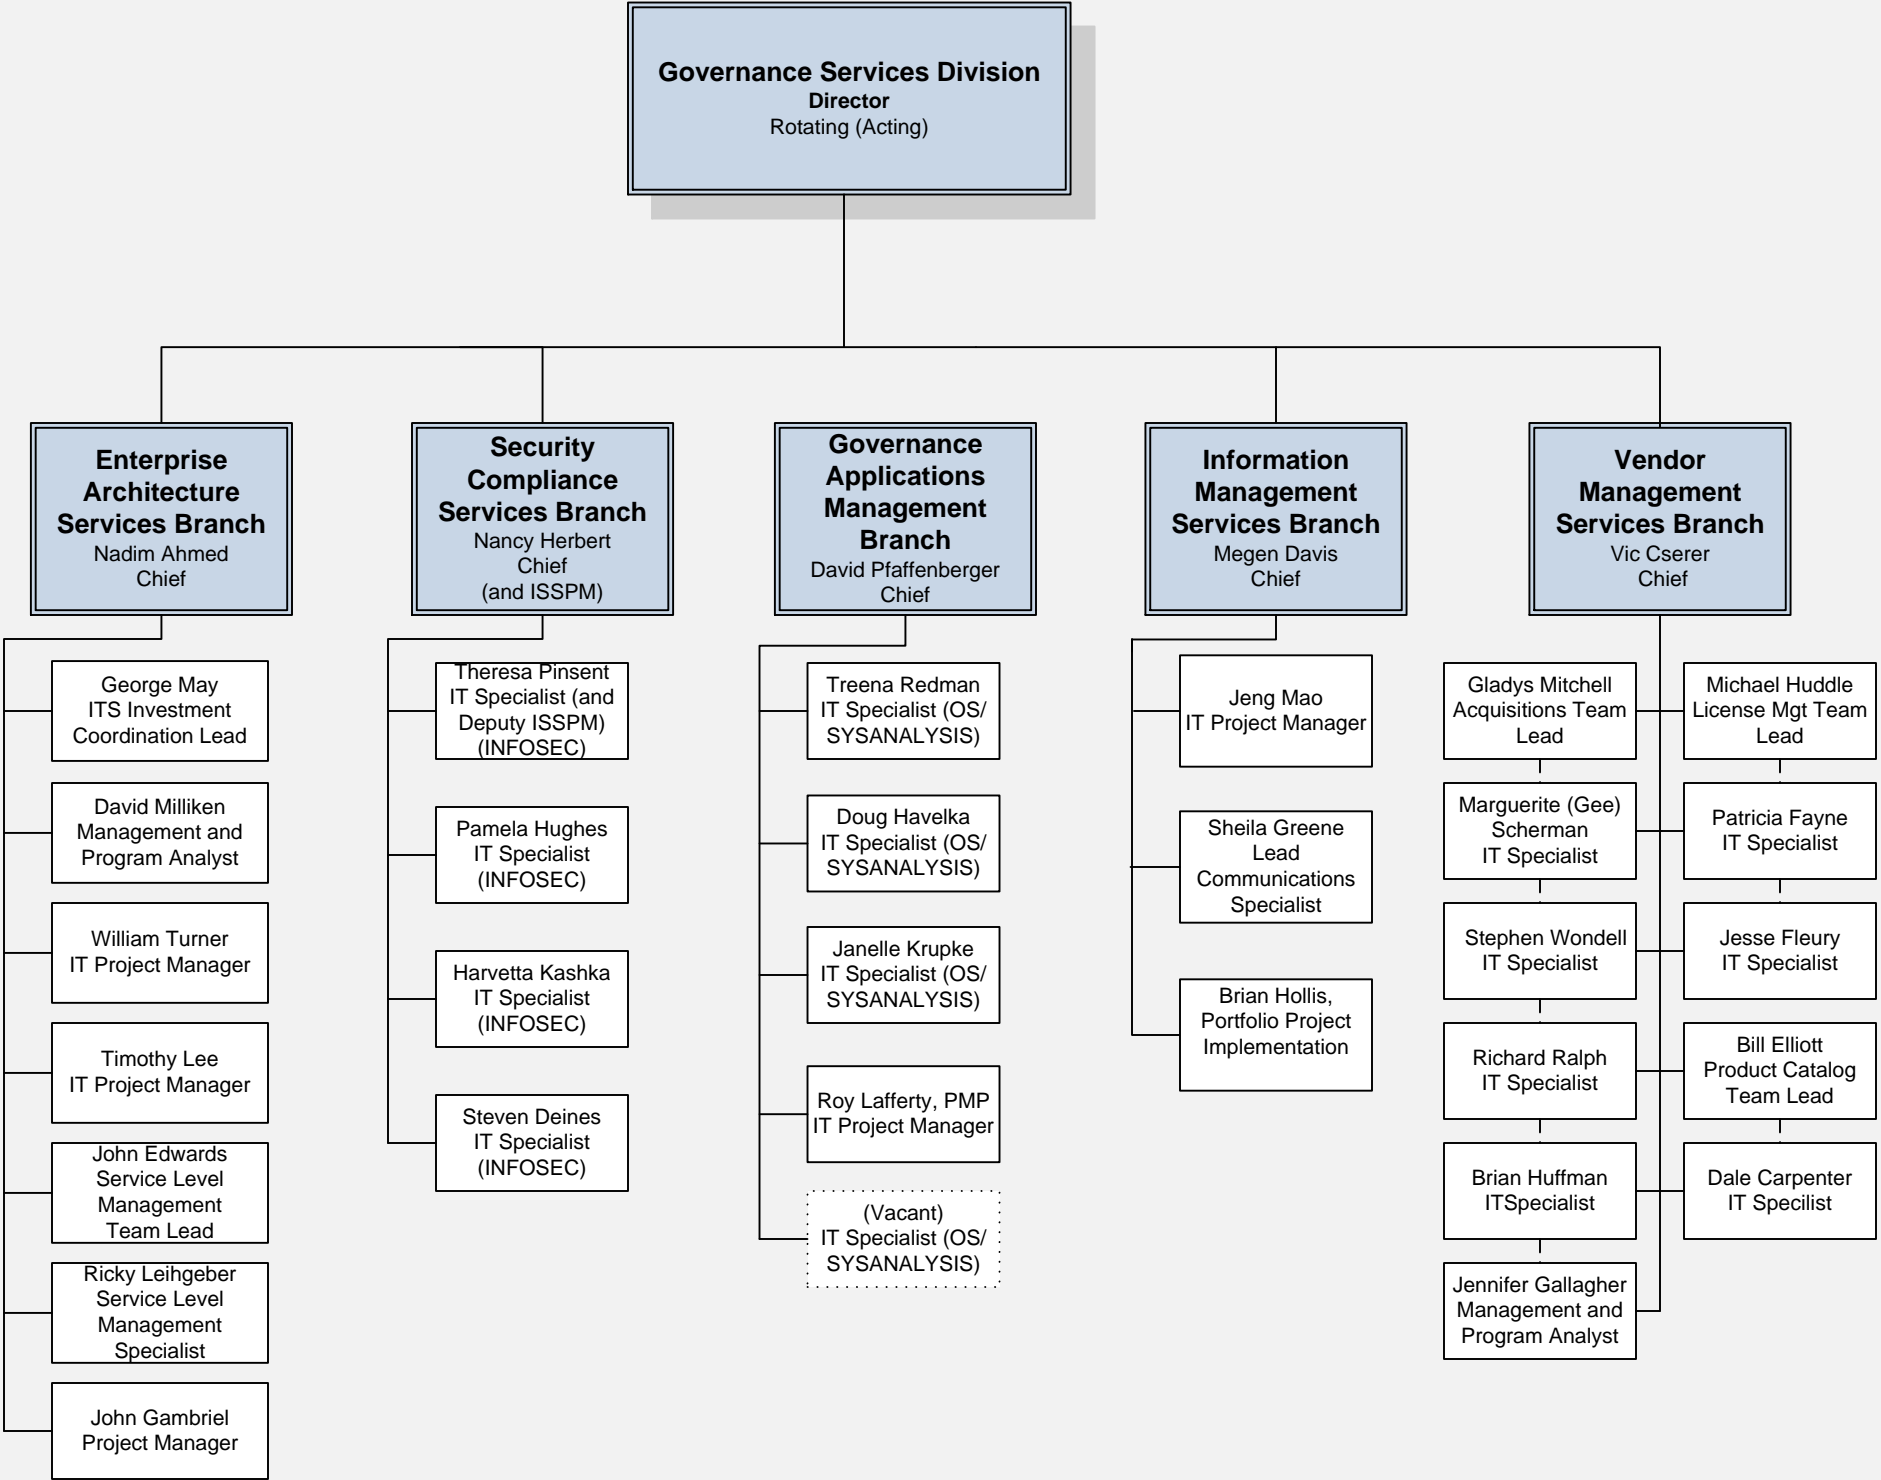 Governance Services Division
Director
Rotating (Acting)
Enterprise
Architecture
Services Branch
Nadim Ahmed
Chief
George May
ITS Investment
Coordination Lead
David Milliken
Management and
Program Analyst
William Turner
IT Project Manager
Timothy Lee
IT Project Manager
John Edwards
Service Level
Management
Team Lead
Ricky Leihgeber
Service Level
Management
Specialist
John Gambriel
Project Manager
Security
Compliance
Services Branch
Nancy Herbert
Chief
(and ISSPM)
Theresa Pinsent
IT Specialist (and
Deputy ISSPM)
(INFOSEC)
Pamela Hughes
IT Specialist
(INFOSEC)
Harvetta Kashka
IT Specialist
(INFOSEC)
Steven Deines
IT Specialist
(INFOSEC)
Governance
Applications
Management
Branch
David Pfaffenberger
Chief
Treena Redman
IT Specialist (OS/
SYSANALYSIS)
Doug Havelka
IT Specialist (OS/
SYSANALYSIS)
Janelle Krupke
IT Specialist (OS/
SYSANALYSIS)
Roy Lafferty, PMP
IT Project Manager
(Vacant)
IT Specialist (OS/
SYSANALYSIS)
Information
Management
Services Branch
Megen Davis
Chief
Jeng Mao
IT Project Manager
Sheila Greene
Lead
Communications
Specialist
Brian Hollis,
Portfolio Project
Implementation
Vendor
Management
Services Branch
Vic Cserer
Chief
Gladys Mitchell
Acquisitions Team
Lead
Marguerite (Gee)
Scherman
IT Specialist
Stephen Wondell
IT Specialist
Richard Ralph
IT Specialist
Brian Huffman
ITSpecialist
Jennifer Gallagher
Management and
Program Analyst
Michael Huddle
License Mgt Team
Lead
Patricia Fayne
IT Specialist
Jesse Fleury
IT Specialist
Bill Elliott
Product Catalog
Team Lead
Dale Carpenter
IT Specilist